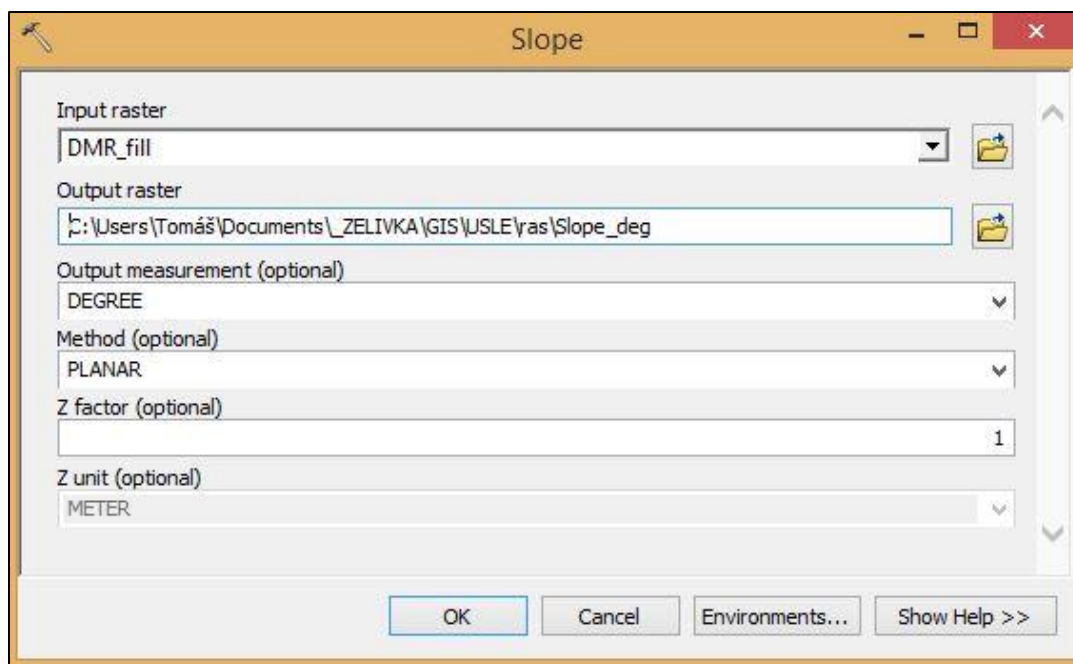 Slope
Input raster
DMR_fill
Output raster
C:\Users\Tomáš\Documents\_ZELIVKA\GIS\USLE\ras\Slope_deg
Output measurement (optional)
DEGREE
Method (optional)
PLANAR
Z factor (optional)
1
Z unit (optional)
METER
OK Cancel Environments... Show Help >>